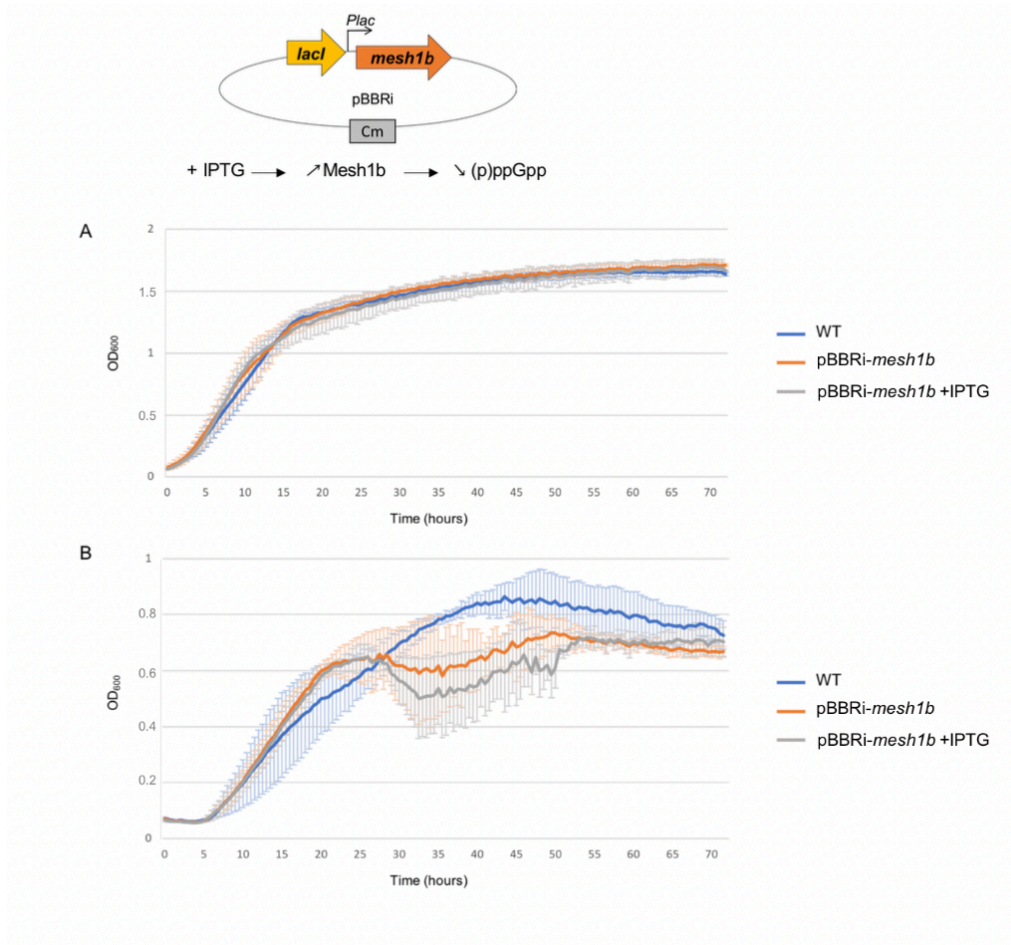 Plac
lacI
mesh1b
pBBRi
Cm
+ IPTG → ↗Mesh1b → ↘ (p)ppGpp
A
2
1.5
1
0.5
0
OD600
0 5 10 15 20 25 30 35 40 45 50 55 60 65 70
Time (hours)
WT
pBBRi-mesh1b
pBBRi-mesh1b +IPTG
B
1
0.8
0.6
0.4
0.2
0
OD600
0 5 10 15 20 25 30 35 40 45 50 55 60 65 70
Time (hours)
WT
pBBRi-mesh1b
pBBRi-mesh1b +IPTG